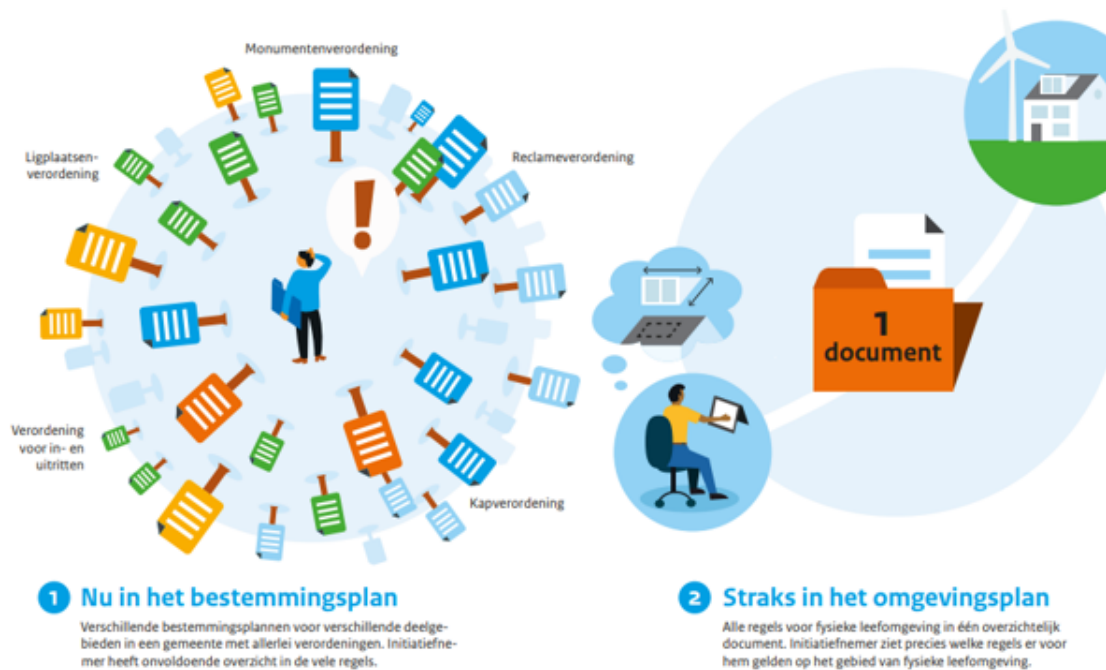 Monumentenverordening
Ligplaatsen-
verordening
Reclameverordening
Verordening
voor in- en
uitritten
Kapverordening
1
document
1 Nu in het bestemmingsplan
Verschillende bestemmingsplannen voor verschillende deelge-
bieden in een gemeente met allerlei verordeningen. Initiatiefne-
mer heeft onvoldoende overzicht in de vele regels.
2 Straks in het omgevingsplan
Alle regels voor fysieke leefomgeving in één overzichtelijk
document. Initiatiefnemer ziet precies welke regels er voor
hem gelden op het gebied van fysieke leefomgeving.